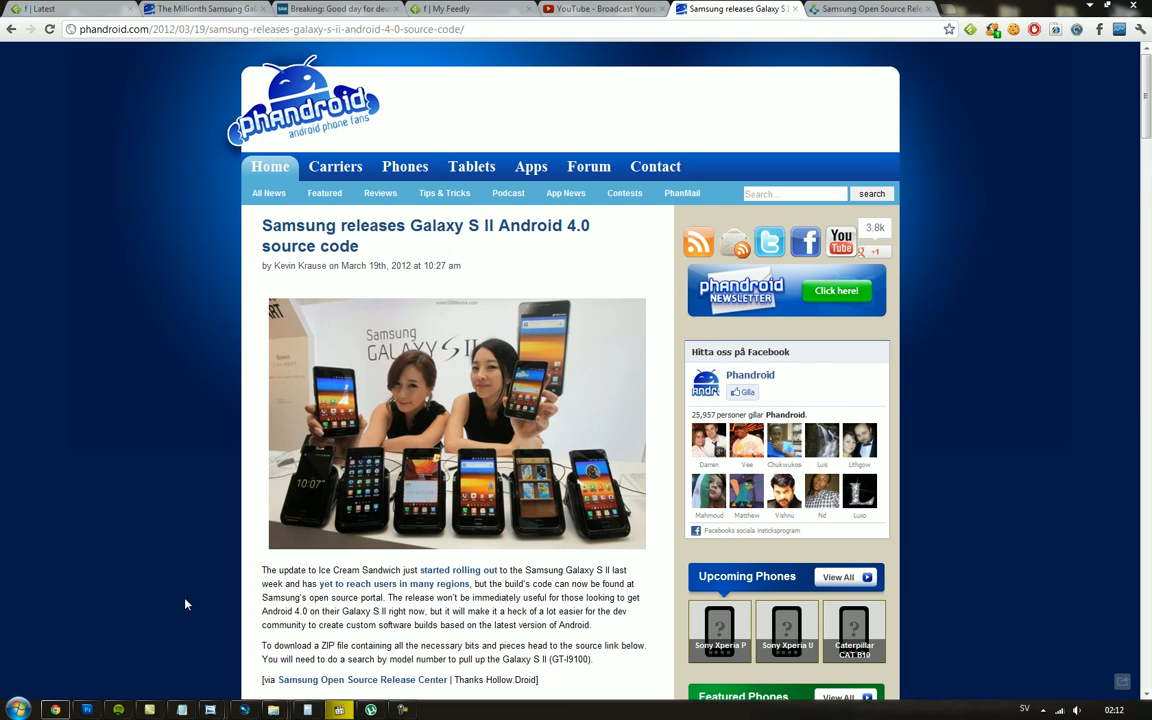 f | Latest
The Millionth Samsung Gal
Breaking: Good day for dev
f | My Feedly
YouTube - Broadcast Yours
Samsung releases Galaxy S I
Samsung Open Source Rele
phandroid.com/2012/03/19/samsung-releases-galaxy-s-ii-android-4-0-source-code/
phandroid
android phone fans
Home Carriers Phones Tablets Apps Forum Contact
All News Featured Reviews Tips & Tricks Podcast App News Contests PhanMail
Search...
search
Samsung releases Galaxy S II Android 4.0
source code
by Kevin Krause on March 19th, 2012 at 10:27 am
Samsung
GALAXY S II
10:07
The update to Ice Cream Sandwich just started rolling out to the Samsung Galaxy S II last
week and has yet to reach users in many regions, but the build's code can now be found at
Samsung's open source portal. The release won't be immediately useful for those looking to get
Android 4.0 on their Galaxy S II right now, but it will make it a heck of a lot easier for the dev
community to create custom software builds based on the latest version of Android.
To download a ZIP file containing all the necessary bits and pieces head to the source link below.
You will need to do a search by model number to pull up the Galaxy S II (GT-I9100).
[via Samsung Open Source Release Center | Thanks Hollow.Droid]
You
Tube
3.8k
+1
phandroid
NEWSLETTER
Click here!
Hitta oss på Facebook
Phandroid
Gilla
25,957 personer gillar Phandroid.
Darren Vee Chukwukos Luis Lithgow
Mahmoud Matthew Vishnu Nd Luxo
Facebooks sociala insticksprogram
Upcoming Phones
View All
Sony Xperia P
Sony Xperia U
Caterpillar
CAT B10
Featured Phones
View All
SV
02:12